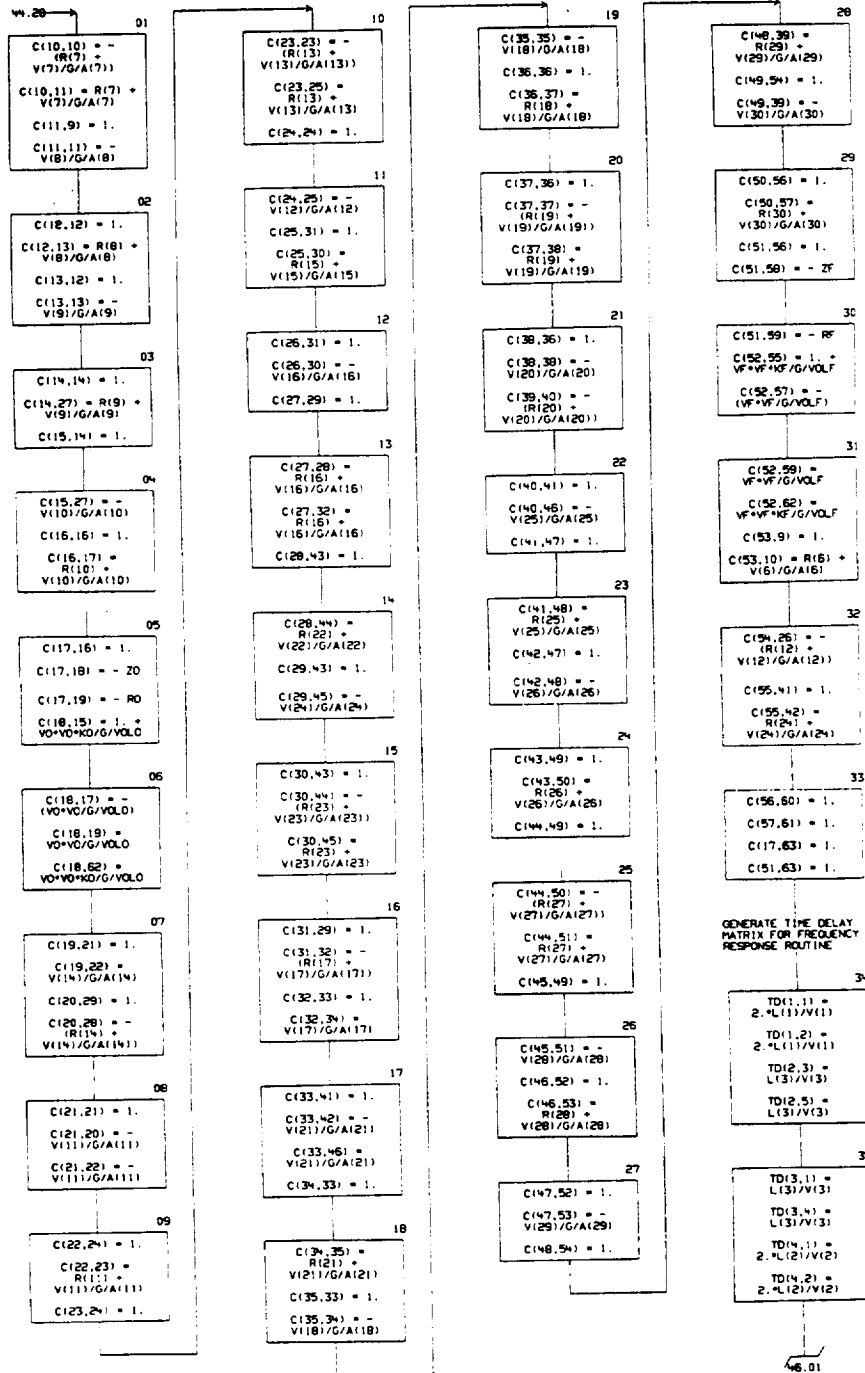 44.28
01
C(10,10) = -
(R(7) +
V(7)/G/A(7))
C(10,11) = R(7) +
V(7)/G/A(7)
C(11,9) = 1.
C(11,11) = -
V(8)/G/A(8)
02
C(12,12) = 1.
C(12,13) = R(8) +
V(8)/G/A(8)
C(13,12) = 1.
C(13,13) = -
V(9)/G/A(9)
03
C(14,14) = 1.
C(14,27) = R(9) +
V(9)/G/A(9)
C(15,14) = 1.
04
C(15,27) = -
V(10)/G/A(10)
C(16,16) = 1.
C(16,17) =
R(10) +
V(10)/G/A(10)
05
C(17,16) = 1.
C(17,18) = - ZO
C(17,19) = - RO
C(18,15) = 1. +
VO*VO*KO/G/VOLO
06
C(18,17) = -
(VO*VO/G/VOLO)
C(18,19) =
VO*VO/G/VOLO
C(18,62) =
VO*VO*KO/G/VOLO
07
C(19,21) = 1.
C(19,22) =
V(14)/G/A(14)
C(20,29) = 1.
C(20,28) = -
(R(14) +
V(14)/G/A(14))
08
C(21,21) = 1.
C(21,20) = -
V(11)/G/A(11)
C(21,22) = -
V(11)/G/A(11)
09
C(22,24) = 1.
C(22,23) =
R(11) +
V(11)/G/A(11)
C(23,24) = 1.
10
C(23,23) = -
(R(13) +
V(13)/G/A(13))
C(23,25) =
R(13) +
V(13)/G/A(13)
C(24,24) = 1.
11
C(24,25) = -
V(12)/G/A(12)
C(25,31) = 1.
C(25,30) =
R(15) +
V(15)/G/A(15)
12
C(26,31) = 1.
C(26,30) = -
V(16)/G/A(16)
C(27,29) = 1.
13
C(27,28) =
R(16) +
V(16)/G/A(16)
C(27,32) =
R(16) +
V(16)/G/A(16)
C(28,43) = 1.
14
C(28,44) =
R(22) +
V(22)/G/A(22)
C(29,43) = 1.
C(29,45) = -
V(24)/G/A(24)
15
C(30,43) = 1.
C(30,44) = -
(R(23) +
V(23)/G/A(23))
C(30,45) =
R(23) +
V(23)/G/A(23)
16
C(31,29) = 1.
C(31,32) = -
(R(17) +
V(17)/G/A(17))
C(32,33) = 1.
C(32,34) =
V(17)/G/A(17)
17
C(33,41) = 1.
C(33,42) = -
V(21)/G/A(21)
C(33,46) =
V(21)/G/A(21)
C(34,33) = 1.
18
C(34,35) =
R(21) +
V(21)/G/A(21)
C(35,33) = 1.
C(35,34) = -
V(18)/G/A(18)
19
C(35,35) = -
V(18)/G/A(18)
C(36,36) = 1.
C(36,37) =
R(18) +
V(18)/G/A(18)
20
C(37,36) = 1.
C(37,37) = -
(R(19) +
V(19)/G/A(19))
C(37,38) =
R(19) +
V(19)/G/A(19)
21
C(38,36) = 1.
C(38,38) = -
V(20)/G/A(20)
C(39,40) = -
(R(20) +
V(20)/G/A(20))
22
C(40,41) = 1.
C(40,46) = -
V(25)/G/A(25)
C(41,47) = 1.
23
C(41,48) =
R(25) +
V(25)/G/A(25)
C(42,47) = 1.
C(42,48) = -
V(26)/G/A(26)
24
C(43,49) = 1.
C(43,50) =
R(26) +
V(26)/G/A(26)
C(44,49) = 1.
25
C(44,50) = -
(R(27) +
V(27)/G/A(27))
C(44,51) =
R(27) +
V(27)/G/A(27)
C(45,49) = 1.
26
C(45,51) = -
V(28)/G/A(28)
C(46,52) = 1.
C(46,53) =
R(28) +
V(28)/G/A(28)
27
C(47,52) = 1.
C(47,53) = -
V(29)/G/A(29)
C(48,54) = 1.
28
C(48,39) =
R(29) +
V(29)/G/A(29)
C(49,54) = 1.
C(49,39) = -
V(30)/G/A(30)
29
C(50,56) = 1.
C(50,57) =
R(30) +
V(30)/G/A(30)
C(51,56) = 1.
C(51,58) = - ZF
30
C(51,59) = - RF
C(52,55) = 1. +
VF*VF*KF/G/VOLF
C(52,57) = -
(VF*VF/G/VOLF)
31
C(52,59) =
VF*VF/G/VOLF
C(52,62) =
VF*VF*KF/G/VOLF
C(53,9) = 1.
C(53,10) = R(6) +
V(6)/G/A(6)
32
C(54,26) = -
(R(12) +
V(12)/G/A(12))
C(55,41) = 1.
C(55,42) =
R(24) +
V(24)/G/A(24)
33
C(56,60) = 1.
C(57,61) = 1.
C(17,63) = 1.
C(51,63) = 1.
GENERATE TIME DELAY
MATRIX FOR FREQUENCY
RESPONSE ROUTINE
34
TD(1,1) =
2.*L(1)/V(1)
TD(1,2) =
2.*L(1)/V(1)
TD(2,3) =
L(3)/V(3)
TD(2,5) =
L(3)/V(3)
TD(3,1) =
L(3)/V(3)
TD(3,4) =
L(3)/V(3)
TD(4,1) =
2.*L(2)/V(2)
TD(4,2) =
2.*L(2)/V(2)
46.01